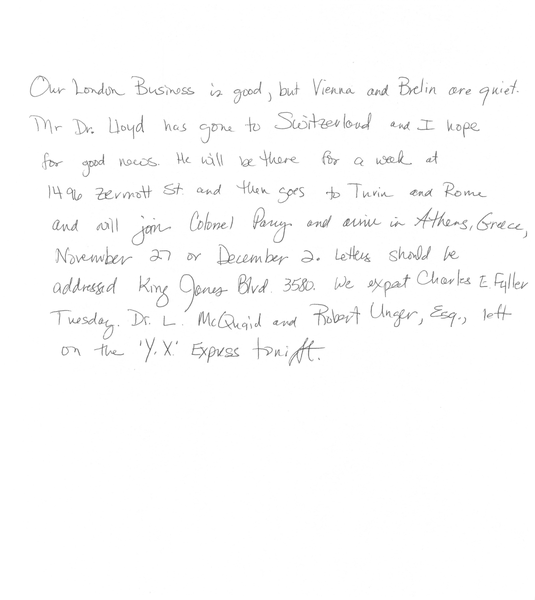 Our London Business is good, but Vienna and Brelin are quiet.
Mr Dr. Lloyd has gone to Switzerland and I hope
for good news. He will be there for a week at
1496 Zermott St. and then goes to Turin and Rome
and will join Colonel Parry and arrive in Athens, Greece,
November 27 or December 2. Letters should be
addressed King James Blvd. 3580. We expect Charles E. Fuller
Tuesday. Dr. L. McQuaid and Robert Unger, Esq., left
on the 'Y.X.' Express tonight.